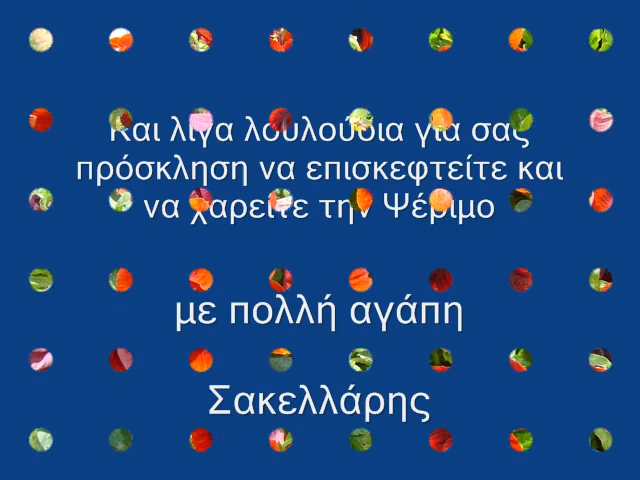 Και λίγα λουλούδια για σας
πρόσκληση να επισκεφτείτε και
να χαρείτε την Ψέριμο
με πολλή αγάπη
Σακελλάρης